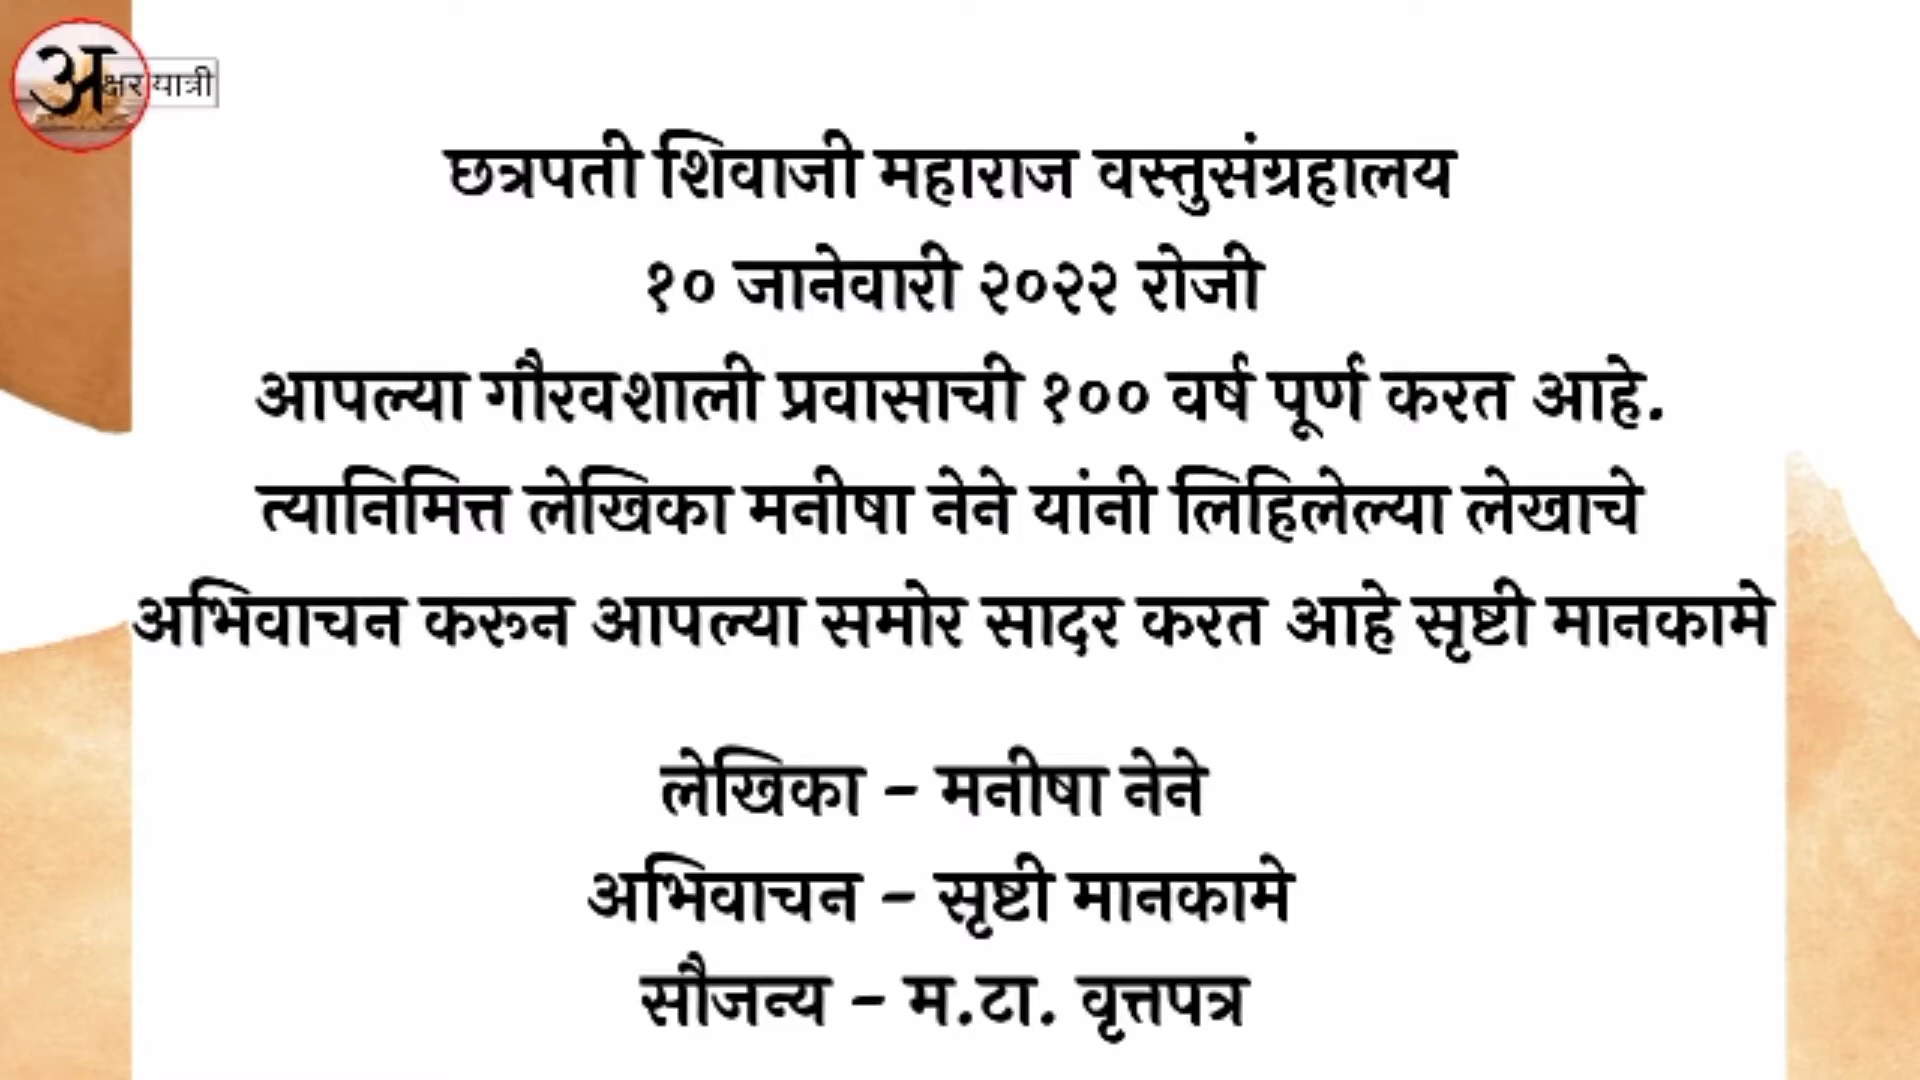 अक्षरयात्री
छत्रपती शिवाजी महाराज वस्तुसंग्रहालय
१० जानेवारी २०२२ रोजी
आपल्या गौरवशाली प्रवासाची १०० वर्ष पूर्ण करत आहे.
त्यानिमित्त लेखिका मनीषा नेने यांनी लिहिलेल्या लेखाचे
अभिवाचन करून आपल्या समोर सादर करत आहे सृष्टी मानकामे
लेखिका - मनीषा नेने
अभिवाचन - सृष्टी मानकामे
सौजन्य - म.टा. वृत्तपत्र